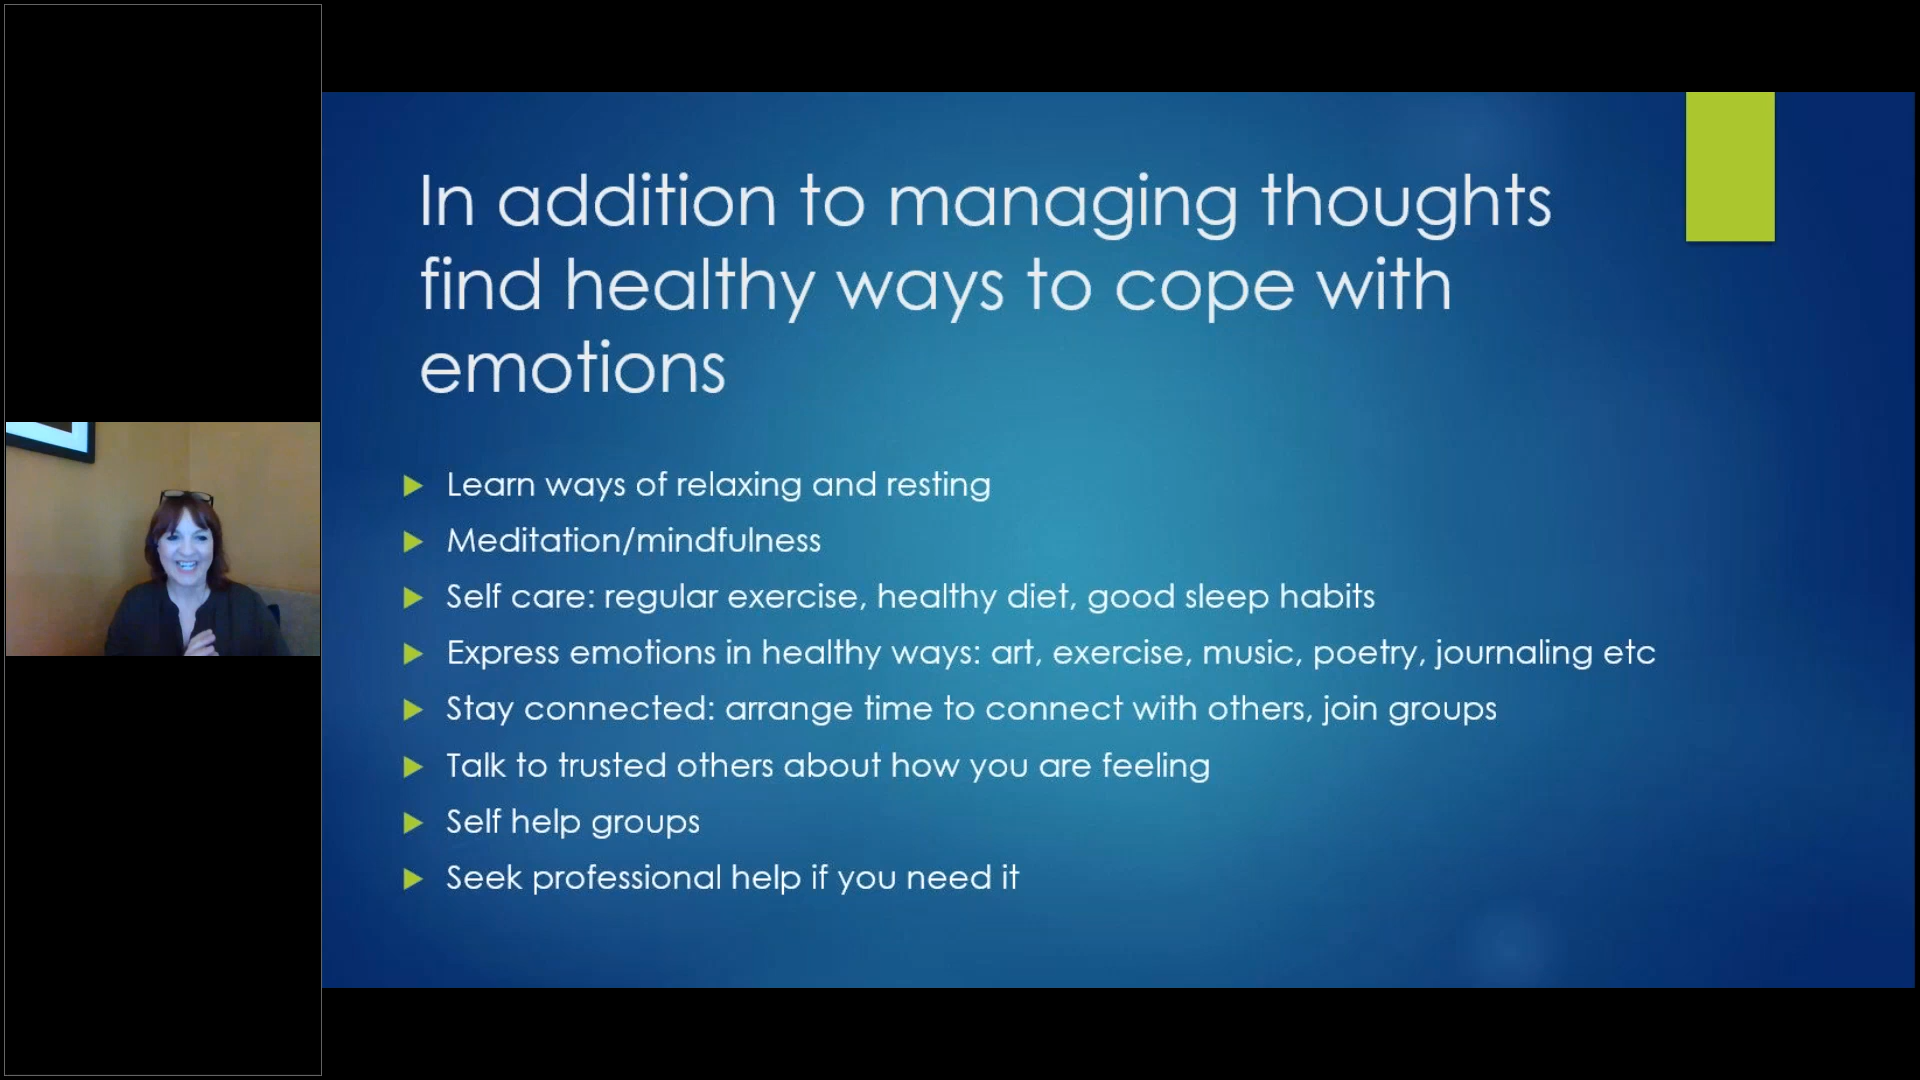 In addition to managing thoughts
find healthy ways to cope with
emotions
Learn ways of relaxing and resting
Meditation/mindfulness
Self care: regular exercise, healthy diet, good sleep habits
Express emotions in healthy ways: art, exercise, music, poetry, journaling etc
Stay connected: arrange time to connect with others, join groups
Talk to trusted others about how you are feeling
Self help groups
Seek professional help if you need it